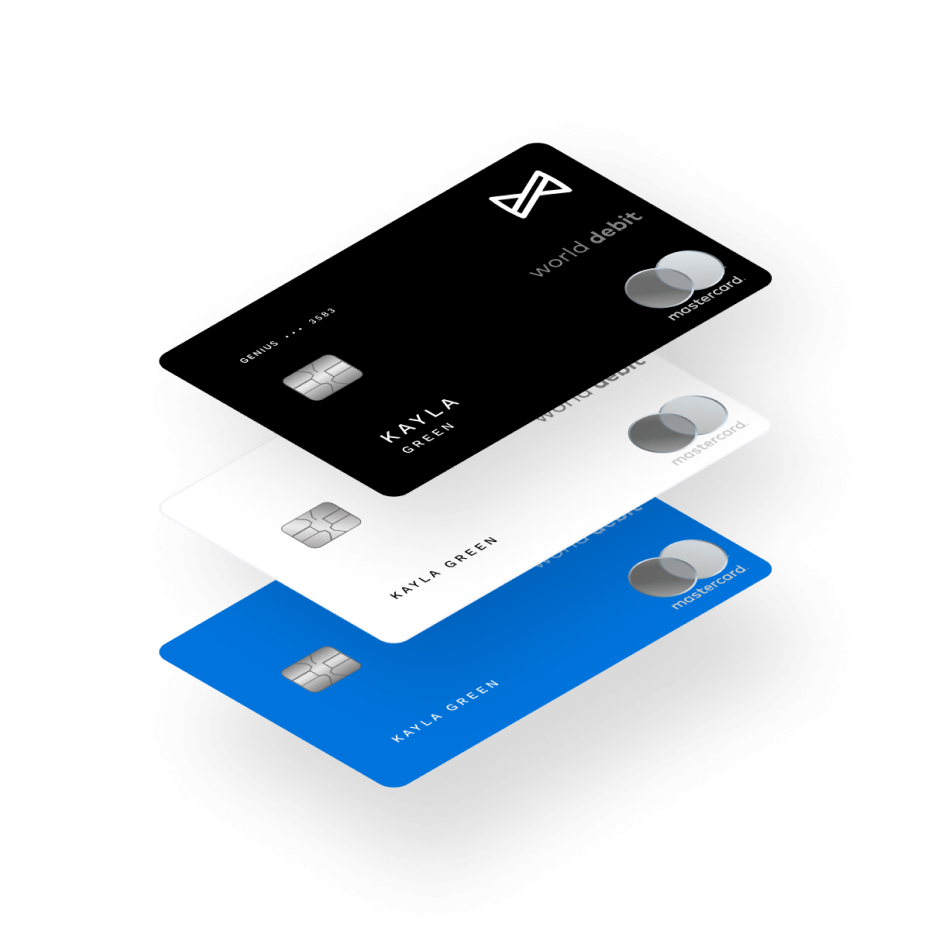 world debit
mastercard.
GENIUS ••• 3583
KAYLA
GREEN
world debit
mastercard.
KAYLA GREEN
world debit
mastercard.
KAYLA GREEN